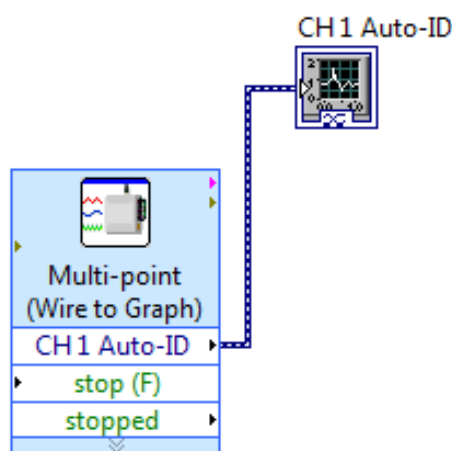 CH 1 Auto-ID
Multi-point
(Wire to Graph)
CH 1 Auto-ID
stop (F)
stopped